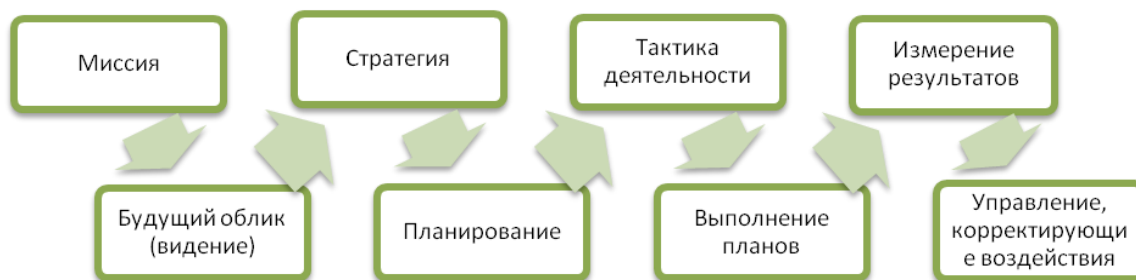 Миссия
Стратегия
Тактика
деятельности
Измерение
результатов
Будущий облик
(видение)
Планирование
Выполнение
планов
Управление,
корректирующи
е воздействия